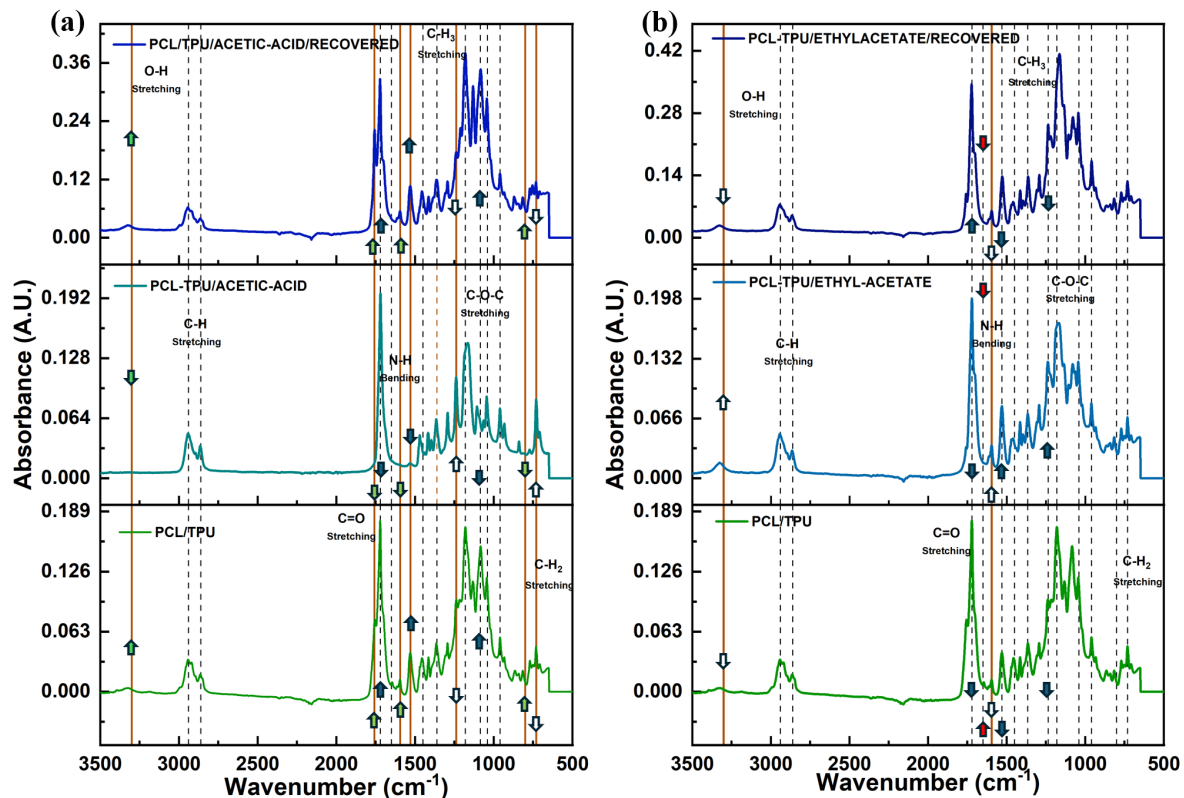 (a)
PCL/TPU/ACETIC-ACID/RECOVERED
C-H3
Stretching
O-H
Stretching
0.36
0.24
0.12
0.00
PCL-TPU/ACETIC-ACID
C-O-C
Stretching
C-H
Stretching
N-H
Bending
0.192
0.128
0.064
0.000
PCL/TPU
C=O
Stretching
C-H2
Stretching
0.189
0.126
0.063
0.000
Absorbance (A.U.)
3500 3000 2500 2000 1500 1000 500
Wavenumber (cm-1)
(b)
PCL-TPU/ETHYLACETATE/RECOVERED
C-H3
Stretching
O-H
Stretching
0.42
0.28
0.14
0.00
PCL-TPU/ETHYL-ACETATE
C-O-C
Stretching
N-H
Bending
C-H
Stretching
0.198
0.132
0.066
0.000
PCL/TPU
C=O
Stretching
C-H2
Stretching
0.189
0.126
0.063
0.000
Absorbance (A.U.)
3500 3000 2500 2000 1500 1000 500
Wavenumber (cm-1)